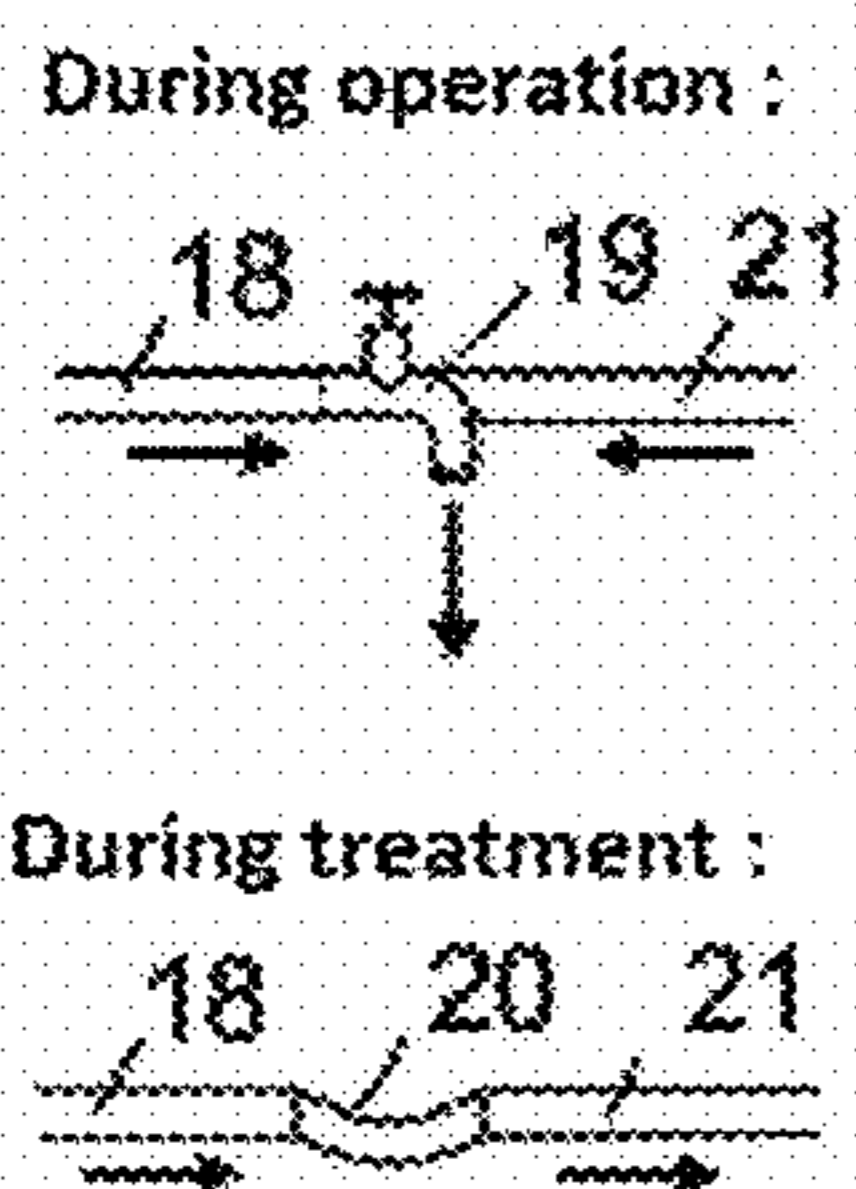 During operation :
18 19 21
During treatment :
18 20 21